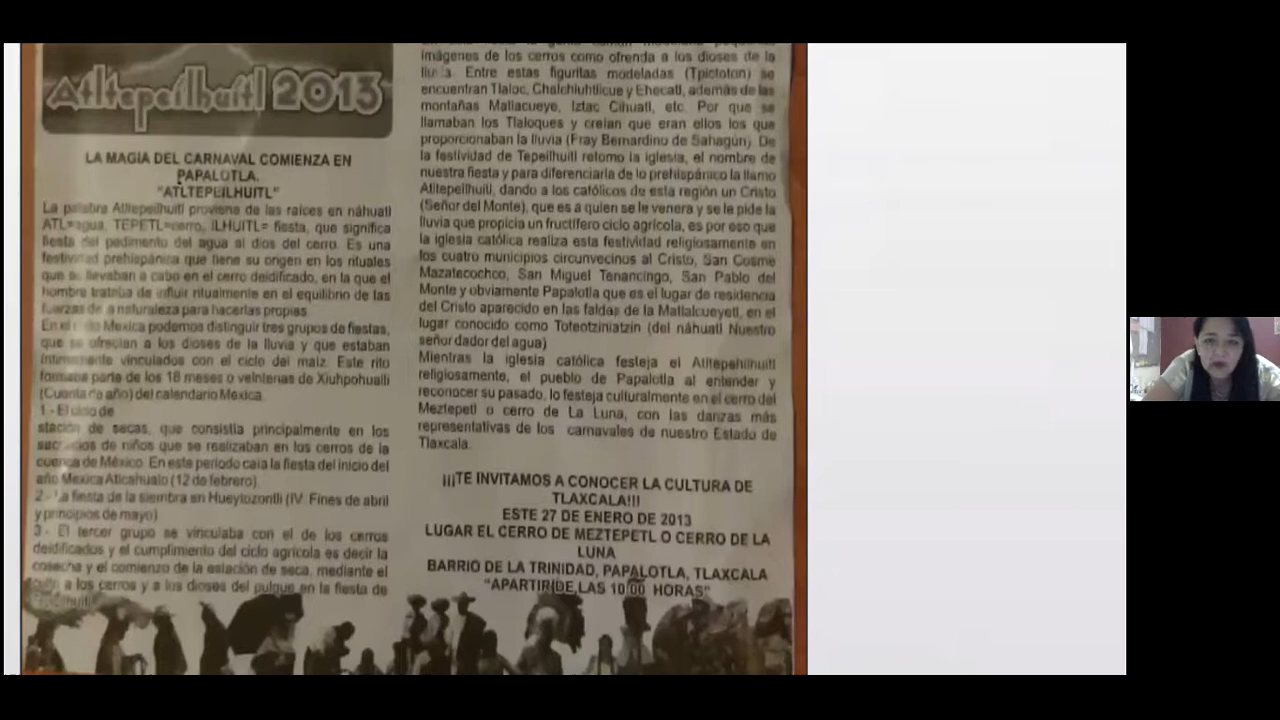 Atltepeilhuitl 2013
LA MAGIA DEL CARNAVAL COMIENZA EN
PAPALOTLA.
"ATLTEPEILHUITL"
La palabra Atltepeilhuitl proviene de las raices en náhuatl
ATL=agua, TEPETL=cerro, ILHUITL= fiesta, que significa
fiesta del pedimento del agua al dios del cerro. Es una
festividad prehispánica que tiene su origen en los rituales
que se llevaban a cabo en el cerro deidificado, en la que el
hombre trataba de influir ritualmente en el equilibrio de las
fuerzas de la naturaleza para hacerlas propias.
En el Mexica podemos distinguir tres grupos de fiestas,
que se ofrecían a los dioses de la lluvia y que estaban
íntimamente vinculados con el ciclo del maíz. Este rito
formaba parte de los 18 meses o veintenas de Xiuhpohualli
(Cuenta de año) del calendario Mexica.
1.- El ciclo de
stación de secas, que consistía principalmente en los
sacrificios de niños que se realizaban en los cerros de la
cuenca de México. En este periodo caía la fiesta del inicio del
año Mexica Atlcahualo (12 de febrero).
2.- La fiesta de la siembra en Hueytozontli (IV. Fines de abril
y principios de mayo)
3.- El tercer grupo se vinculaba con el de los cerros
deidificados y el cumplimiento del ciclo agrícola es decir la
cosecha y el comienzo de la estación de seca, mediante el
culto a los cerros y a los dioses del pulque en la fiesta de
imágenes de los cerros como ofrenda a los dioses de la
lluvia. Entre estas figuritas modeladas (Tpictoton) se
encuentran Tlaloc, Chalchiuhtlicue y Ehecatl, además de las
montañas Matlacueye, Iztac Cihuatl, etc. Por que se
llamaban los Tlaloques y creían que eran ellos los que
proporcionaban la lluvia (Fray Bernardino de Sahagún). De
la festividad de Tepeilhuitl retomo la iglesia, el nombre de
nuestra fiesta y para diferenciarla de lo prehispánico la llamo
Atltepeilhuitl, dando a los católicos de esta región un Cristo
(Señor del Monte), que es a quien se le venera y se le pide la
lluvia que propicia un fructífero ciclo agrícola, es por eso que
la iglesia católica realiza esta festividad religiosamente en
los cuatro municipios circunvecinos al Cristo, San Cosme
Mazatecochco, San Miguel Tenancingo, San Pablo del
Monte y obviamente Papalotla que es el lugar de residencia
del Cristo aparecido en las faldas de la Matlalcueyetl, en el
lugar conocido como Toteotziniatzin (del náhuatl Nuestro
señor dador del agua)
Mientras la iglesia católica festeja el Atltepehilhuitl
religiosamente, el pueblo de Papalotla al entender y
reconocer su pasado, lo festeja culturalmente en el cerro del
Meztepetl o cerro de La Luna, con las danzas más
representativas de los carnavales de nuestro Estado de
Tlaxcala.
¡¡¡TE INVITAMOS A CONOCER LA CULTURA DE
TLAXCALA!!!
ESTE 27 DE ENERO DE 2013
LUGAR EL CERRO DE MEZTEPETL O CERRO DE LA
LUNA
BARRIO DE LA TRINIDAD, PAPALOTLA, TLAXCALA
"APARTIR DE LAS 10:00 HORAS"